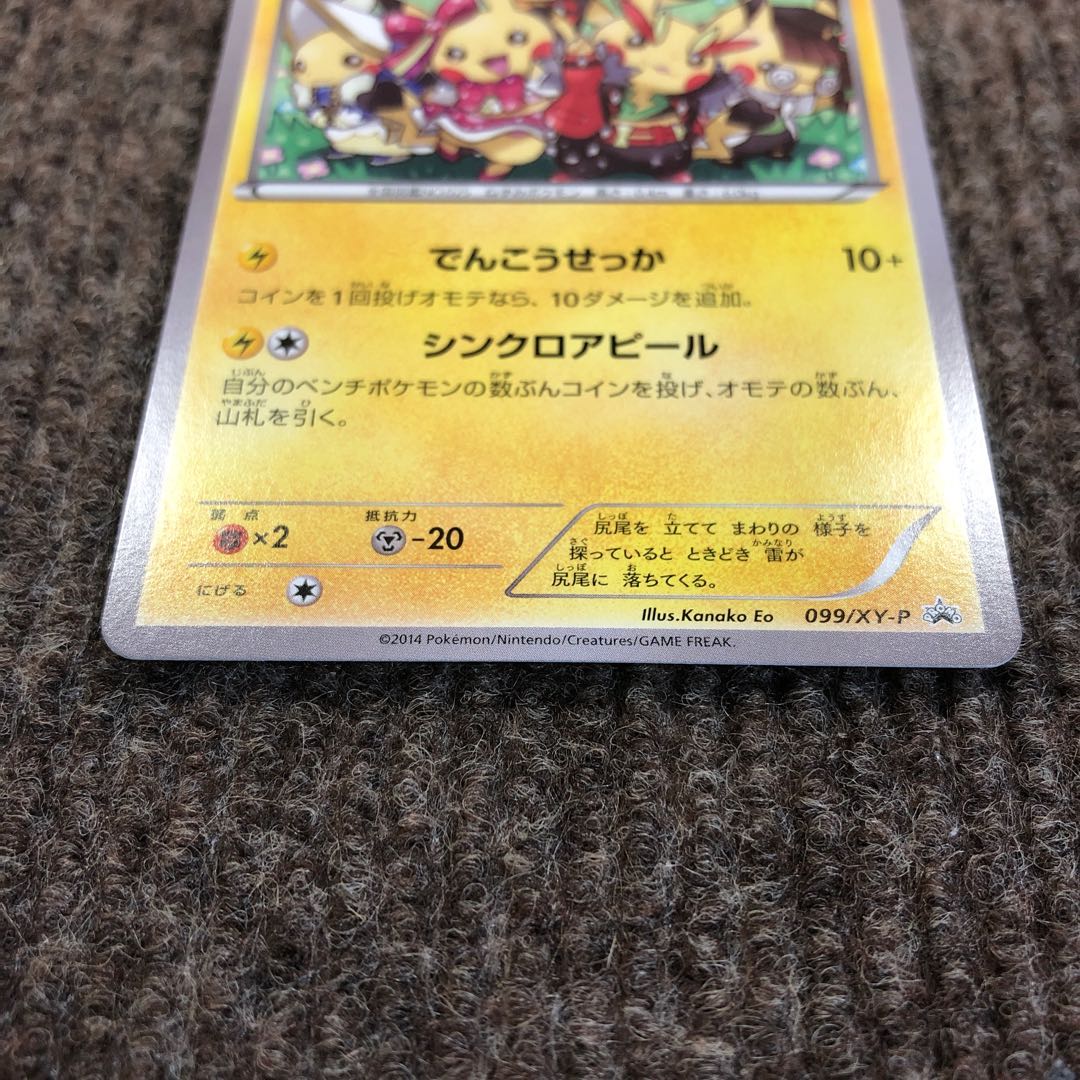 でんこうせっか 10+
コインを1回投げオモテなら、10ダメージを追加。
シンクロアピール
自分のベンチポケモンの数ぶんコインを投げ、オモテの数ぶん、
山札を引く。
弱点 抵抗力
×2 -20
にげる
尻尾を 立てて まわりの 様子を
探っていると ときどき 雷が
尻尾に 落ちてくる。
Illus.Kanako Eo 099/XY-P
©2014 Pokémon/Nintendo/Creatures/GAME FREAK.